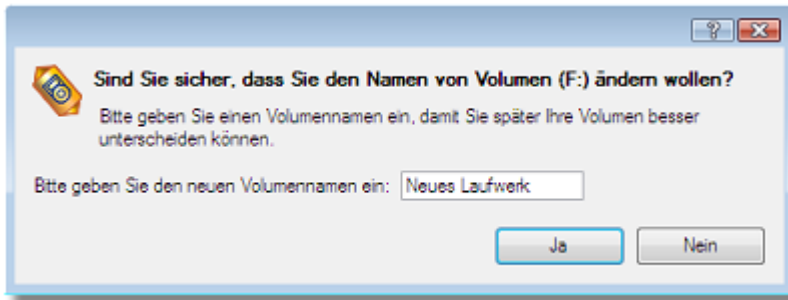 Sind Sie sicher, dass Sie den Namen von Volumen (F:) ändern wollen?
Bitte geben Sie einen Volumennamen ein, damit Sie später Ihre Volumen besser
unterscheiden können.
Bitte geben Sie den neuen Volumennamen ein: Neues Laufwerk
Ja Nein